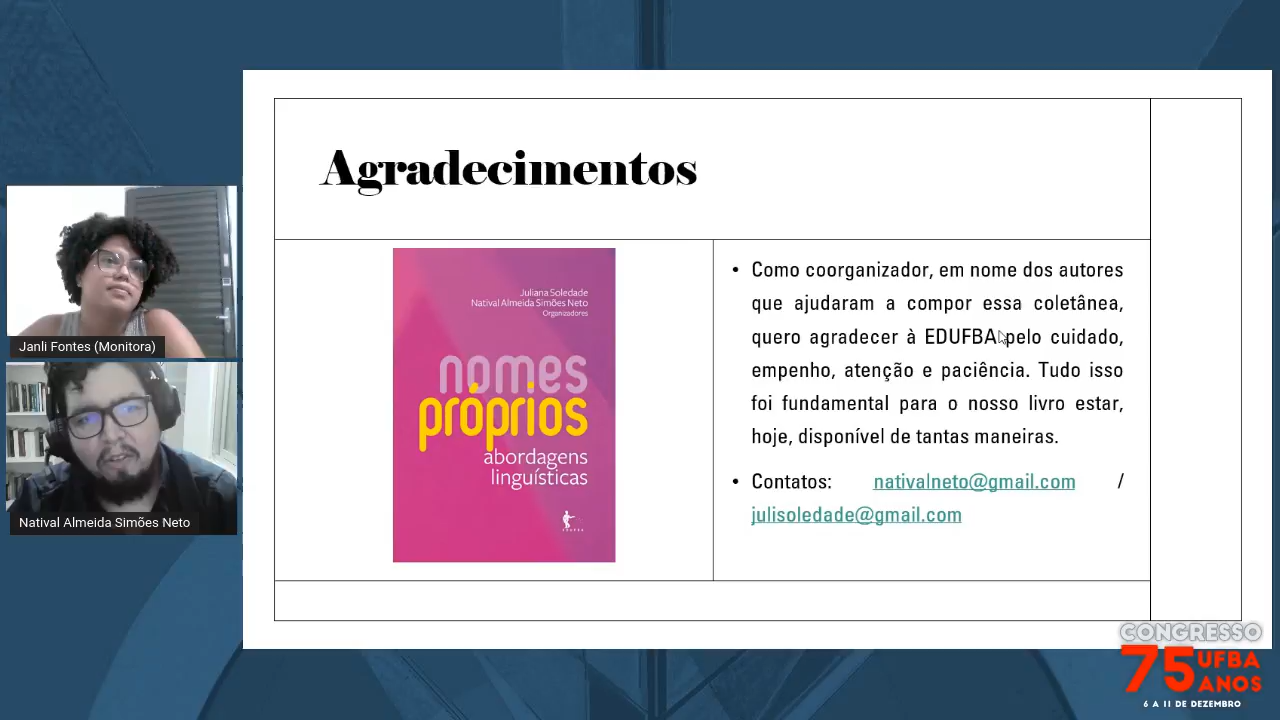 Agradecimentos
Juliana Soledade
Natival Almeida Simões Neto
Organizadores
nomes
próprios
abordagens
linguísticas
EDUFBA
• Como coorganizador, em nome dos autores
que ajudaram a compor essa coletânea,
quero agradecer à EDUFBA pelo cuidado,
empenho, atenção e paciência. Tudo isso
foi fundamental para o nosso livro estar,
hoje, disponível de tantas maneiras.
• Contatos: nativalneto@gmail.com /
julisoledade@gmail.com
Janli Fontes (Monitora)
Natival Almeida Simões Neto
CONGRESSO
75 UFBA
ANOS
6 A 11 DE DEZEMBRO